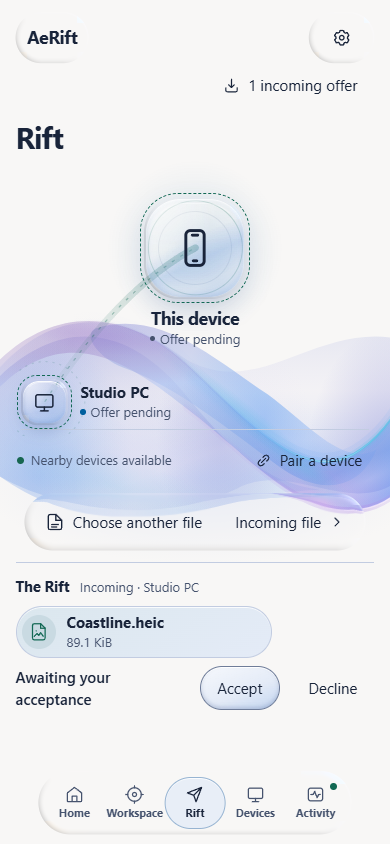 AeRift
1 incoming offer
Rift
This device
Offer pending
Studio PC
Offer pending
Nearby devices available
Pair a device
Choose another file
Incoming file
The Rift Incoming · Studio PC
Coastline.heic
89.1 KiB
Awaiting your
acceptance
Accept
Decline
Home
Workspace
Rift
Devices
Activity